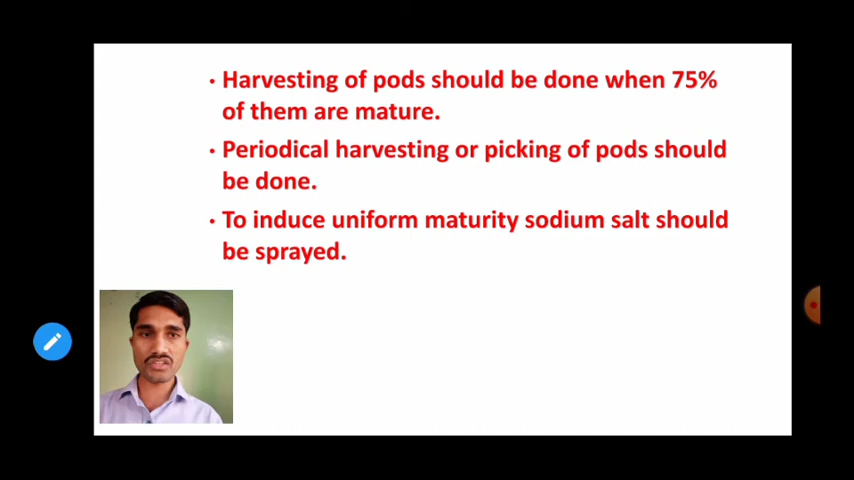 • Harvesting of pods should be done when 75%
of them are mature.
• Periodical harvesting or picking of pods should
be done.
• To induce uniform maturity sodium salt should
be sprayed.